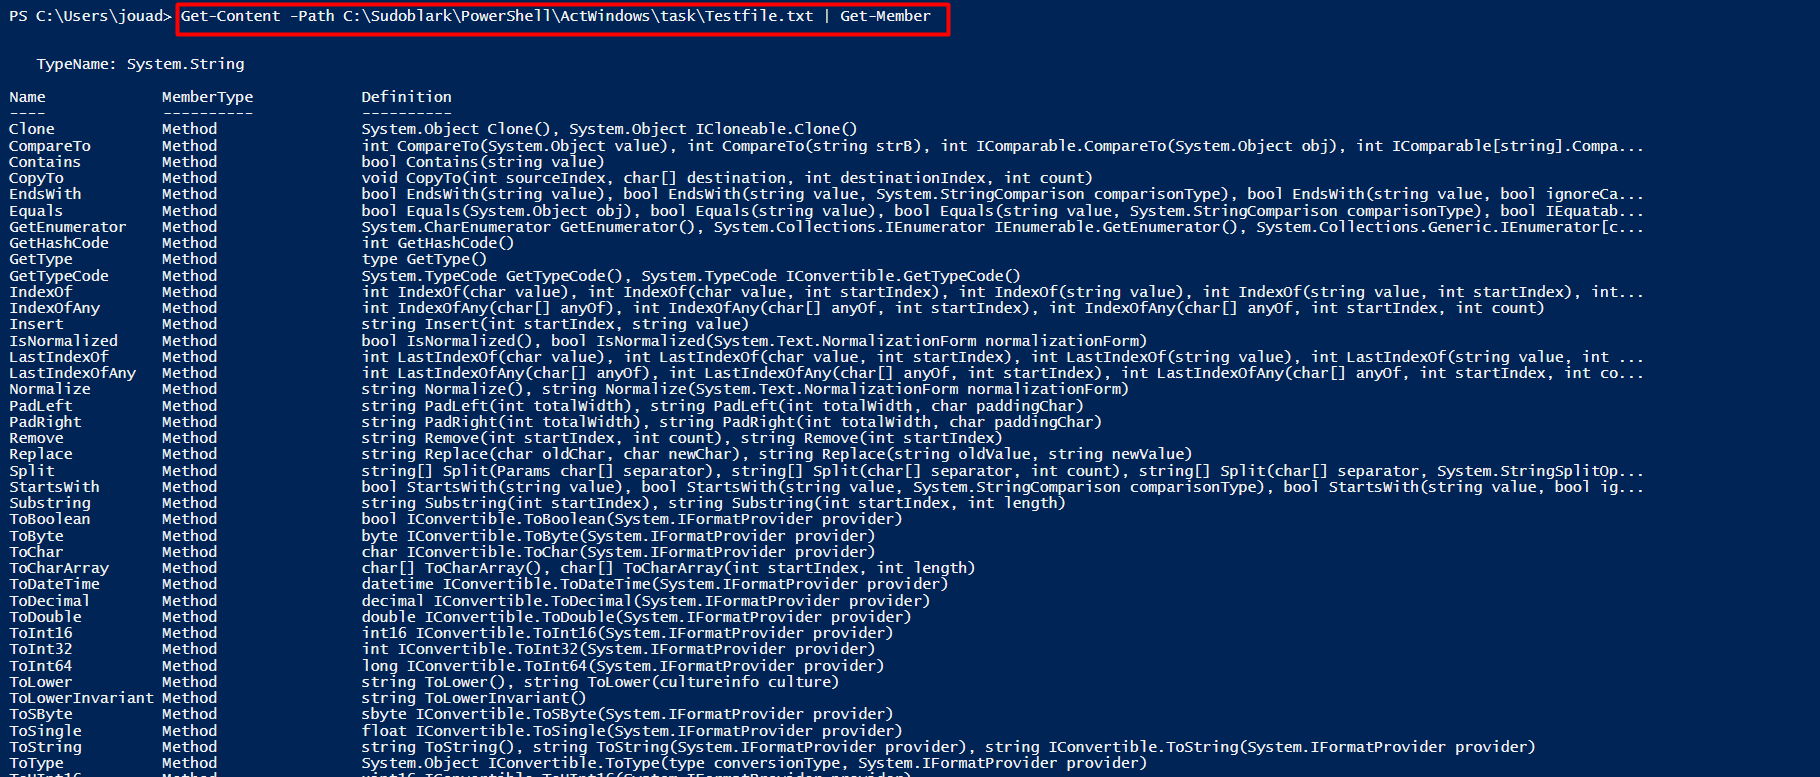 PS C:\Users\jouad> Get-Content -Path C:\Sudoblark\PowerShell\ActWindows\task\Testfile.txt | Get-Member
TypeName: System.String
Name MemberType Definition
---- ---------- ----------
Clone Method System.Object Clone(), System.Object ICloneable.Clone()
CompareTo Method int CompareTo(System.Object value), int CompareTo(string strB), int IComparable.CompareTo(System.Object obj), int IComparable[string].Compa...
Contains Method bool Contains(string value)
CopyTo Method void CopyTo(int sourceIndex, char[] destination, int destinationIndex, int count)
EndsWith Method bool EndsWith(string value), bool EndsWith(string value, System.StringComparison comparisonType), bool EndsWith(string value, bool ignoreCa...
Equals Method bool Equals(System.Object obj), bool Equals(string value), bool Equals(string value, System.StringComparison comparisonType), bool IEquatab...
GetEnumerator Method System.CharEnumerator GetEnumerator(), System.Collections.IEnumerator IEnumerable.GetEnumerator(), System.Collections.Generic.IEnumerator[c...
GetHashCode Method int GetHashCode()
GetType Method type GetType()
GetTypeCode Method System.TypeCode GetTypeCode(), System.TypeCode IConvertible.GetTypeCode()
IndexOf Method int IndexOf(char value), int IndexOf(char value, int startIndex), int IndexOf(string value), int IndexOf(string value, int startIndex), int...
IndexOfAny Method int IndexOfAny(char[] anyOf), int IndexOfAny(char[] anyOf, int startIndex), int IndexOfAny(char[] anyOf, int startIndex, int count)
Insert Method string Insert(int startIndex, string value)
IsNormalized Method bool IsNormalized(), bool IsNormalized(System.Text.NormalizationForm normalizationForm)
LastIndexOf Method int LastIndexOf(char value), int LastIndexOf(char value, int startIndex), int LastIndexOf(string value), int LastIndexOf(string value, int ...
LastIndexOfAny Method int LastIndexOfAny(char[] anyOf), int LastIndexOfAny(char[] anyOf, int startIndex), int LastIndexOfAny(char[] anyOf, int startIndex, int co...
Normalize Method string Normalize(), string Normalize(System.Text.NormalizationForm normalizationForm)
PadLeft Method string PadLeft(int totalWidth), string PadLeft(int totalWidth, char paddingChar)
PadRight Method string PadRight(int totalWidth), string PadRight(int totalWidth, char paddingChar)
Remove Method string Remove(int startIndex, int count), string Remove(int startIndex)
Replace Method string Replace(char oldChar, char newChar), string Replace(string oldValue, string newValue)
Split Method string[] Split(Params char[] separator), string[] Split(char[] separator, int count), string[] Split(char[] separator, System.StringSplitOp...
StartsWith Method bool StartsWith(string value), bool StartsWith(string value, System.StringComparison comparisonType), bool StartsWith(string value, bool ig...
Substring Method string Substring(int startIndex), string Substring(int startIndex, int length)
ToBoolean Method bool IConvertible.ToBoolean(System.IFormatProvider provider)
ToByte Method byte IConvertible.ToByte(System.IFormatProvider provider)
ToChar Method char IConvertible.ToChar(System.IFormatProvider provider)
ToCharArray Method char[] ToCharArray(), char[] ToCharArray(int startIndex, int length)
ToDateTime Method datetime IConvertible.ToDateTime(System.IFormatProvider provider)
ToDecimal Method decimal IConvertible.ToDecimal(System.IFormatProvider provider)
ToDouble Method double IConvertible.ToDouble(System.IFormatProvider provider)
ToInt16 Method int16 IConvertible.ToInt16(System.IFormatProvider provider)
ToInt32 Method int IConvertible.ToInt32(System.IFormatProvider provider)
ToInt64 Method long IConvertible.ToInt64(System.IFormatProvider provider)
ToLower Method string ToLower(), string ToLower(cultureinfo culture)
ToLowerInvariant Method string ToLowerInvariant()
ToSByte Method sbyte IConvertible.ToSByte(System.IFormatProvider provider)
ToSingle Method float IConvertible.ToSingle(System.IFormatProvider provider)
ToString Method string ToString(), string ToString(System.IFormatProvider provider), string IConvertible.ToString(System.IFormatProvider provider)
ToType Method System.Object IConvertible.ToType(type conversionType, System.IFormatProvider provider)
ToUInt16 Method uint16 IConvertible.ToUInt16(System.IFormatProvider provider)